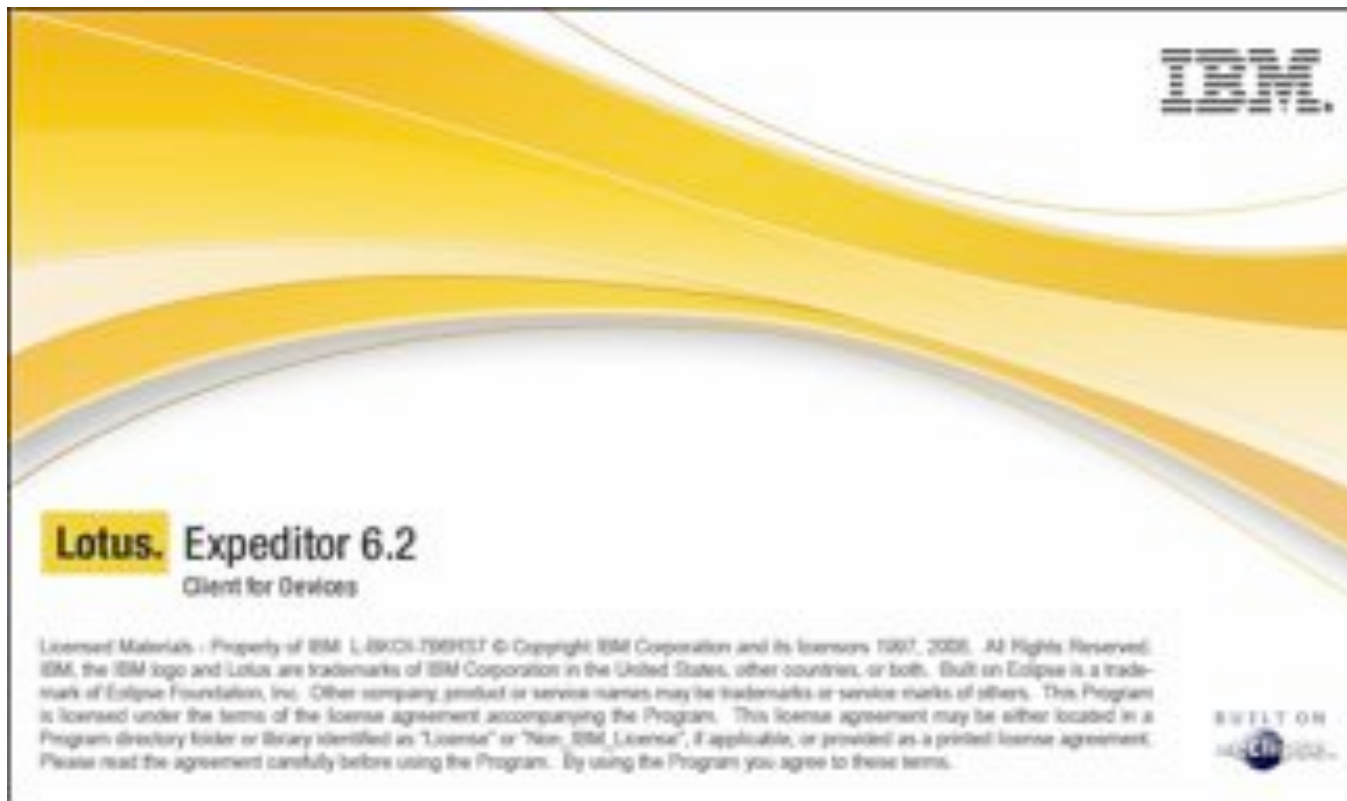 IBM.
Lotus. Expeditor 6.2
Client for Devices
Licensed Materials - Property of IBM © Copyright IBM Corporation and its licensors 1997, 2008. All Rights Reserved.
IBM, the IBM logo and Lotus are trademarks of IBM Corporation in the United States, other countries, or both. Built on Eclipse is a trade-
mark of Eclipse Foundation, Inc. Other company, product or service names may be trademarks or service marks of others. This Program
is licensed under the terms of the license agreement accompanying the Program. This license agreement may be either located in a
Program directory folder or library identified as "License" or "Non_IBM_License", if applicable, or provided as a printed license agreement.
Please read the agreement carefully before using the Program. By using the Program you agree to these terms.
BUILT ON
eclipse